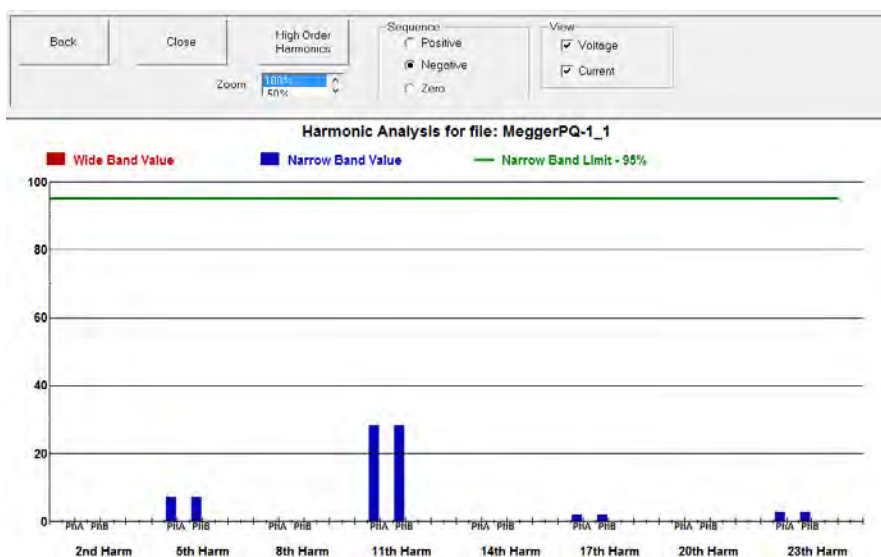 Back
Close
High Order
Harmonics
Zoom
100%
50%
Sequence
Positive
Negative
Zero
View
Voltage
Current
Harmonic Analysis for file: MeggerPQ-1_1
Wide Band Value
Narrow Band Value
Narrow Band Limit - 95%
100
80
60
40
20
0
PhA PhB PhA PhB PhA PhB PhA PhB PhA PhB PhA PhB PhA PhB PhA PhB
2nd Harm 5th Harm 8th Harm 11th Harm 14th Harm 17th Harm 20th Harm 23th Harm